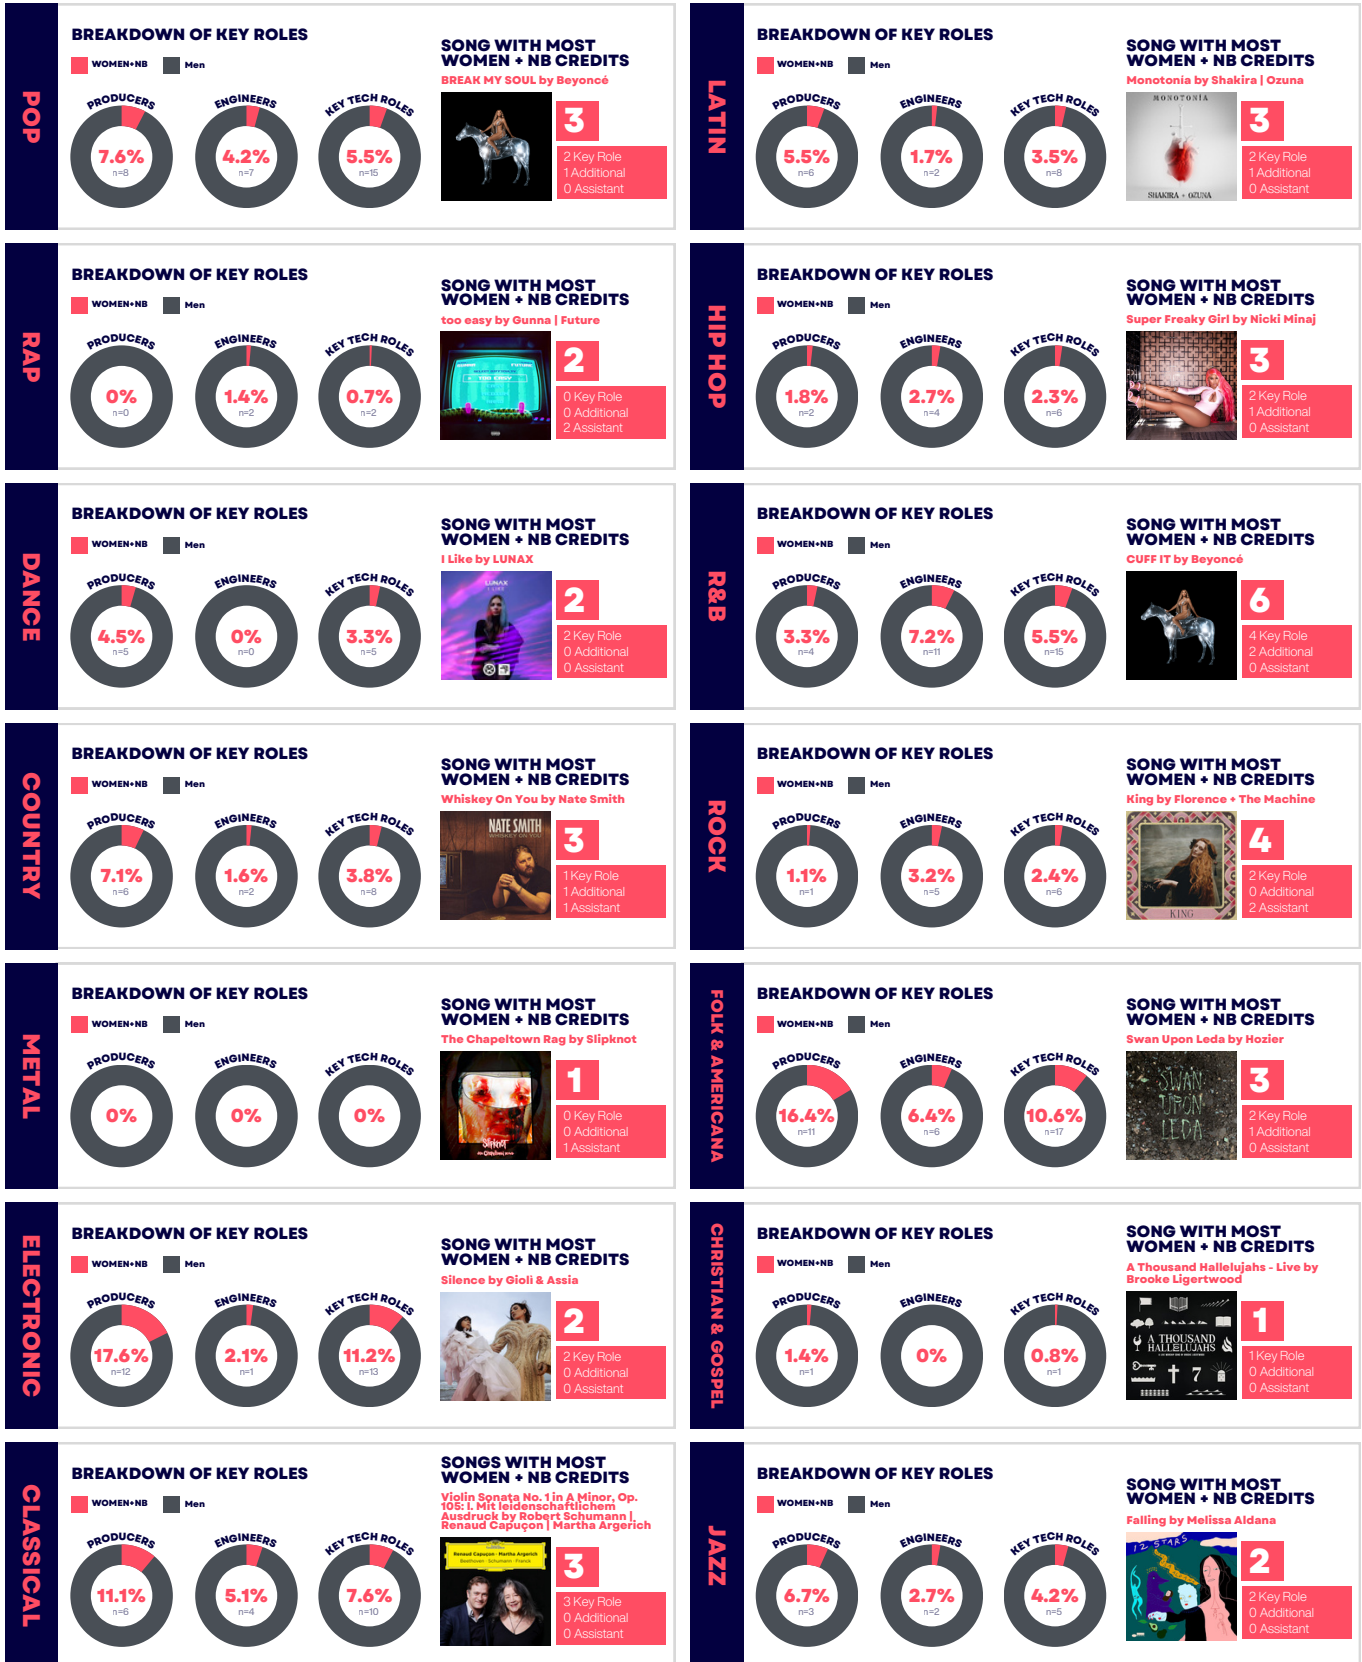 POP
BREAKDOWN OF KEY ROLES
WOMEN+NB
Men
PRODUCERS
7.6%
n=8
ENGINEERS
4.2%
n=7
KEY TECH ROLES
5.5%
n=15
SONG WITH MOST
WOMEN + NB CREDITS
BREAK MY SOUL by Beyoncé
3
2 Key Role
1 Additional
0 Assistant
LATIN
BREAKDOWN OF KEY ROLES
WOMEN+NB
Men
PRODUCERS
5.5%
n=6
ENGINEERS
1.7%
n=2
KEY TECH ROLES
3.5%
n=8
SONG WITH MOST
WOMEN + NB CREDITS
Monotonía by Shakira | Ozuna
MONOTONÍA
SHAKIRA + OZUNA
3
2 Key Role
1 Additional
0 Assistant
RAP
BREAKDOWN OF KEY ROLES
WOMEN+NB
Men
PRODUCERS
0%
n=0
ENGINEERS
1.4%
n=2
KEY TECH ROLES
0.7%
n=2
SONG WITH MOST
WOMEN + NB CREDITS
too easy by Gunna | Future
FUTURE
TOO EASY
2
0 Key Role
0 Additional
2 Assistant
HIP HOP
BREAKDOWN OF KEY ROLES
WOMEN+NB
Men
PRODUCERS
1.8%
n=2
ENGINEERS
2.7%
n=4
KEY TECH ROLES
2.3%
n=6
SONG WITH MOST
WOMEN + NB CREDITS
Super Freaky Girl by Nicki Minaj
3
2 Key Role
1 Additional
0 Assistant
DANCE
BREAKDOWN OF KEY ROLES
WOMEN+NB
Men
PRODUCERS
4.5%
n=5
ENGINEERS
0%
n=0
KEY TECH ROLES
3.3%
n=5
SONG WITH MOST
WOMEN + NB CREDITS
I Like by LUNAX
LUNAX
I LIKE
2
2 Key Role
0 Additional
0 Assistant
R&B
BREAKDOWN OF KEY ROLES
WOMEN+NB
Men
PRODUCERS
3.3%
n=4
ENGINEERS
7.2%
n=11
KEY TECH ROLES
5.5%
n=15
SONG WITH MOST
WOMEN + NB CREDITS
CUFF IT by Beyoncé
6
4 Key Role
2 Additional
0 Assistant
COUNTRY
BREAKDOWN OF KEY ROLES
WOMEN+NB
Men
PRODUCERS
7.1%
n=6
ENGINEERS
1.6%
n=2
KEY TECH ROLES
3.8%
n=8
SONG WITH MOST
WOMEN + NB CREDITS
Whiskey On You by Nate Smith
NATE SMITH
WHISKEY ON YOU
3
1 Key Role
1 Additional
1 Assistant
ROCK
BREAKDOWN OF KEY ROLES
WOMEN+NB
Men
PRODUCERS
1.1%
n=1
ENGINEERS
3.2%
n=5
KEY TECH ROLES
2.4%
n=6
SONG WITH MOST
WOMEN + NB CREDITS
King by Florence + The Machine
KING
4
2 Key Role
0 Additional
2 Assistant
METAL
BREAKDOWN OF KEY ROLES
WOMEN+NB
Men
PRODUCERS
0%
ENGINEERS
0%
KEY TECH ROLES
0%
SONG WITH MOST
WOMEN + NB CREDITS
The Chapeltown Rag by Slipknot
Slipknot
1
0 Key Role
0 Additional
1 Assistant
FOLK & AMERICANA
BREAKDOWN OF KEY ROLES
WOMEN+NB
Men
PRODUCERS
16.4%
n=11
ENGINEERS
6.4%
n=6
KEY TECH ROLES
10.6%
n=17
SONG WITH MOST
WOMEN + NB CREDITS
Swan Upon Leda by Hozier
SWAN
UPON
LEDA
3
2 Key Role
1 Additional
0 Assistant
ELECTRONIC
BREAKDOWN OF KEY ROLES
WOMEN+NB
Men
PRODUCERS
17.6%
n=12
ENGINEERS
2.1%
n=1
KEY TECH ROLES
11.2%
n=13
SONG WITH MOST
WOMEN + NB CREDITS
Silence by Giolì & Assia
2
2 Key Role
0 Additional
0 Assistant
CHRISTIAN & GOSPEL
BREAKDOWN OF KEY ROLES
WOMEN+NB
Men
PRODUCERS
1.4%
n=1
ENGINEERS
0%
KEY TECH ROLES
0.8%
n=1
SONG WITH MOST
WOMEN + NB CREDITS
A Thousand Hallelujahs - Live by
Brooke Ligertwood
A THOUSAND
HALLELUJAHS
7
1
1 Key Role
0 Additional
0 Assistant
CLASSICAL
BREAKDOWN OF KEY ROLES
WOMEN+NB
Men
PRODUCERS
11.1%
n=6
ENGINEERS
5.1%
n=4
KEY TECH ROLES
7.6%
n=10
SONGS WITH MOST
WOMEN + NB CREDITS
Violin Sonata No. 1 in A Minor, Op.
105: I. Mit leidenschaftlichem
Ausdruck by Robert Schumann |
Renaud Capuçon | Martha Argerich
Renaud Capuçon · Martha Argerich
Beethoven · Schumann · Franck
3
3 Key Role
0 Additional
0 Assistant
JAZZ
BREAKDOWN OF KEY ROLES
WOMEN+NB
Men
PRODUCERS
6.7%
n=3
ENGINEERS
2.7%
n=2
KEY TECH ROLES
4.2%
n=5
SONG WITH MOST
WOMEN + NB CREDITS
Falling by Melissa Aldana
12 STARS
2
2 Key Role
0 Additional
0 Assistant